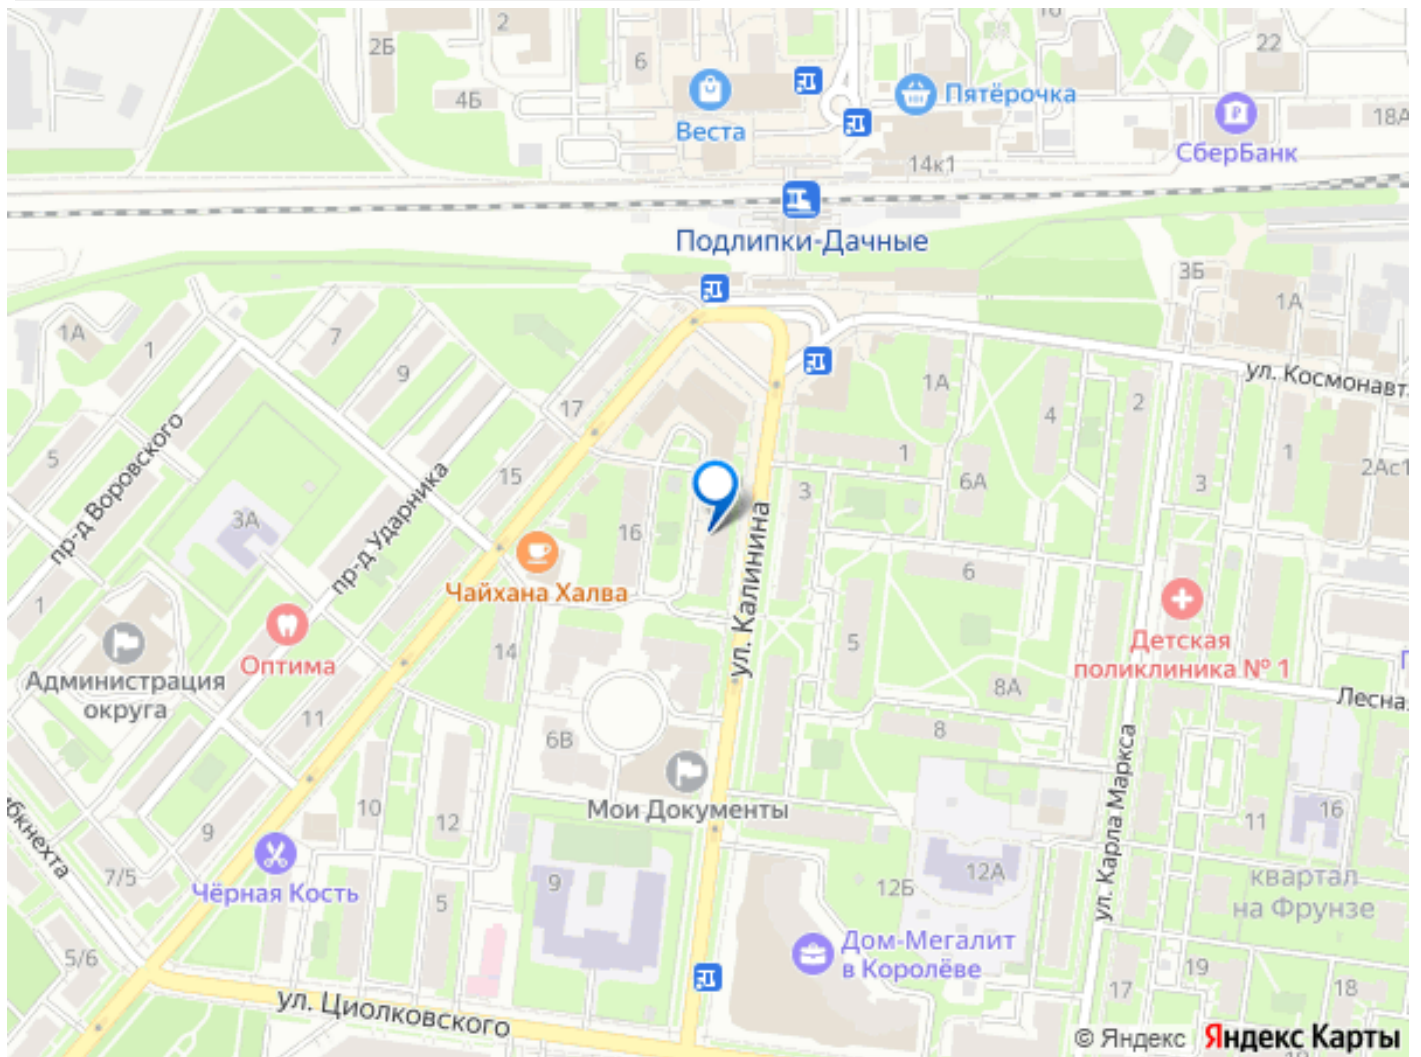 2
2Б
6
4Б
Веста
Пятёрочка
22
18А
СберБанк
14к1
Подлипки-Дачные
3Б
1А
1А
1
7
9
17
1А
4
2
ул. Космонавт
5
пр-д Воровского
пр-д Ударника
15
1
6А
3
3
1
2Ас1
3А
16
ул. Калинина
Чайхана Халва
6
1
Оптима
Администрация
округа
14
5
8А
Детская
поликлиника № 1
Лесна
11
6В
8
ул. Карла Маркса
Мои Документы
10
12
9
бкнехта
7/5
Чёрная Кость
5
9
12Б
12А
11
16
квартал
на Фрунзе
5/6
Дом-Мегалит
в Королёве
19
17
18
ул. Циолковского
© Яндекс Яндекс Карты